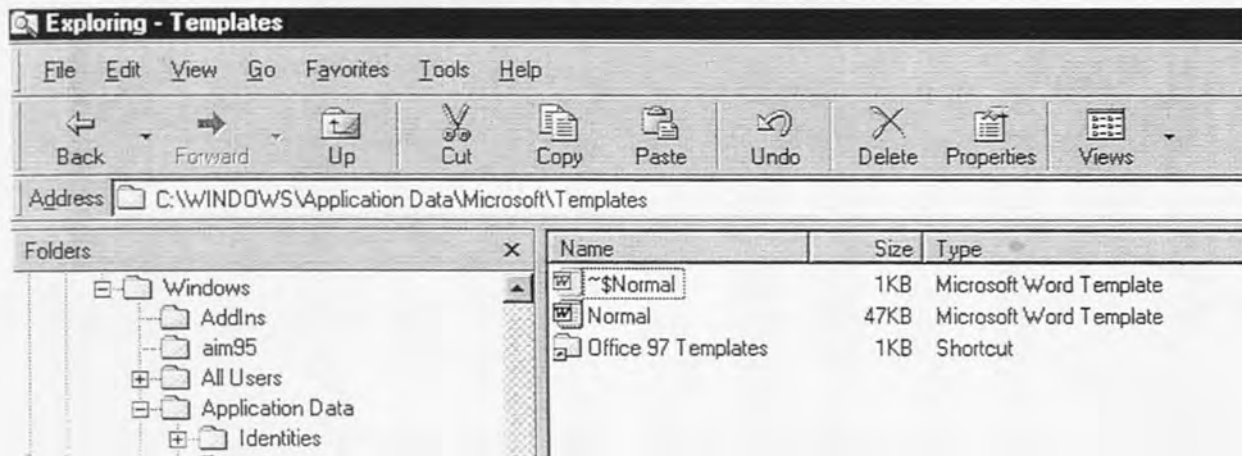 Exploring - Templates
File Edit View Go Favorites Tools Help
Back Forward Up Cut Copy Paste Undo Delete Properties Views
Address C:\WINDOWS\Application Data\Microsoft\Templates
Folders
Windows
AddIns
aim95
All Users
Application Data
Identities
Name Size Type
~$Normal 1KB Microsoft Word Template
Normal 47KB Microsoft Word Template
Office 97 Templates 1KB Shortcut